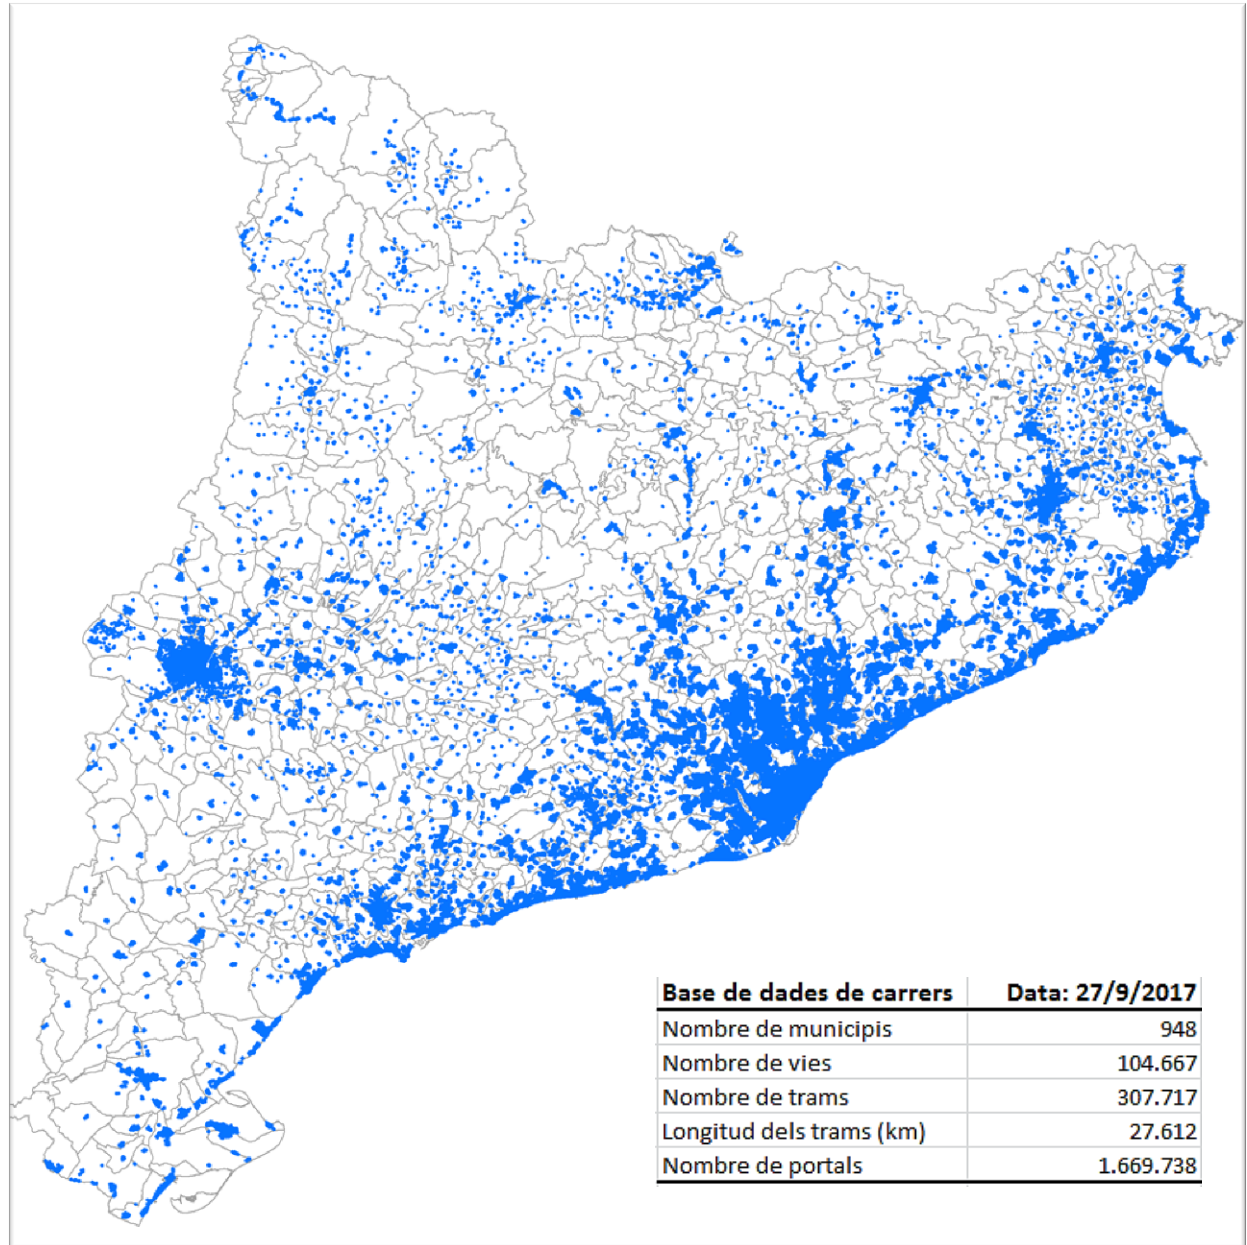 Base de dades de carrers Data: 27/9/2017
Nombre de municipis 948
Nombre de vies 104.667
Nombre de trams 307.717
Longitud dels trams (km) 27.612
Nombre de portals 1.669.738